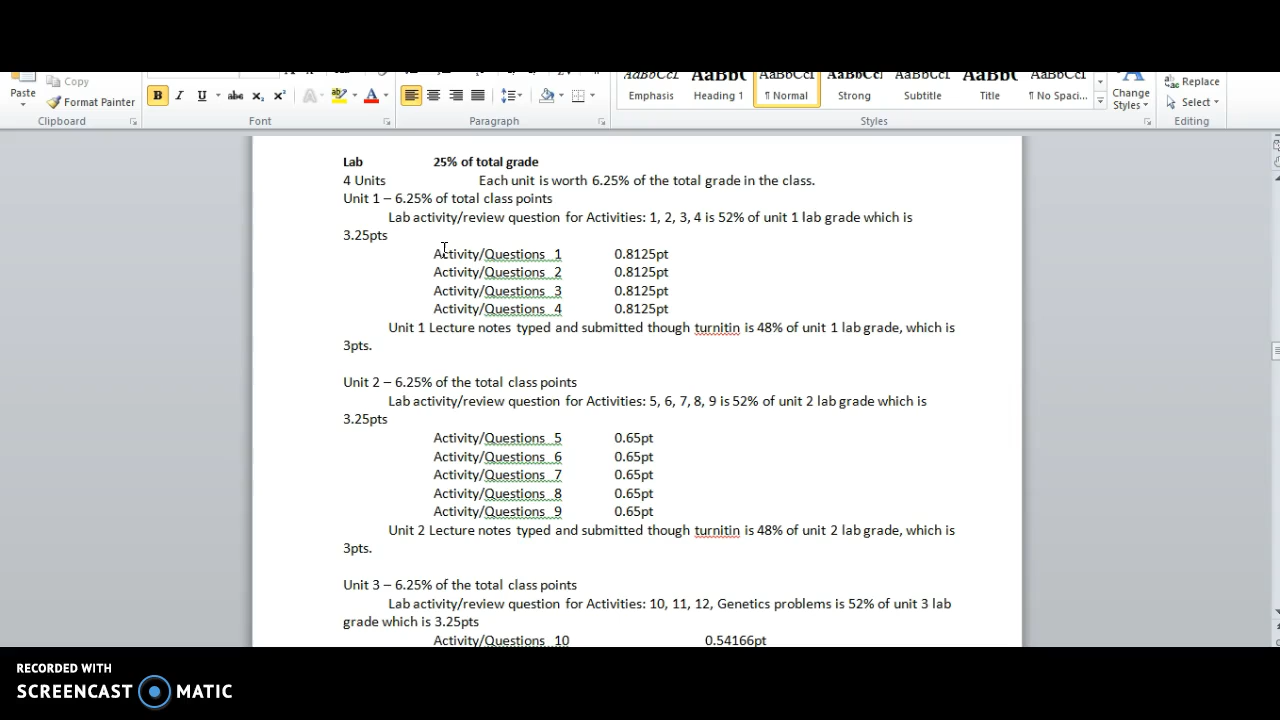 Copy
Paste
Format Painter
Clipboard
B I U abc x₂ x² A ab A
Font
Paragraph
AaBbCcI AaBbC AaBbCcI AaBbCcI AaBbCcI AaBbCcI AaBbCcI
Emphasis Heading 1 ¶ Normal Strong Subtitle Title ¶ No Spaci...
Styles
Change
Styles
Replace
Select
Editing
Lab 25% of total grade
4 Units Each unit is worth 6.25% of the total grade in the class.
Unit 1 – 6.25% of total class points
Lab activity/review question for Activities: 1, 2, 3, 4 is 52% of unit 1 lab grade which is
3.25pts
Activity/Questions 1 0.8125pt
Activity/Questions 2 0.8125pt
Activity/Questions 3 0.8125pt
Activity/Questions 4 0.8125pt
Unit 1 Lecture notes typed and submitted though turnitin is 48% of unit 1 lab grade, which is
3pts.
Unit 2 – 6.25% of the total class points
Lab activity/review question for Activities: 5, 6, 7, 8, 9 is 52% of unit 2 lab grade which is
3.25pts
Activity/Questions 5 0.65pt
Activity/Questions 6 0.65pt
Activity/Questions 7 0.65pt
Activity/Questions 8 0.65pt
Activity/Questions 9 0.65pt
Unit 2 Lecture notes typed and submitted though turnitin is 48% of unit 2 lab grade, which is
3pts.
Unit 3 – 6.25% of the total class points
Lab activity/review question for Activities: 10, 11, 12, Genetics problems is 52% of unit 3 lab
grade which is 3.25pts
Activity/Questions 10 0.54166pt
RECORDED WITH
SCREENCAST MATIC